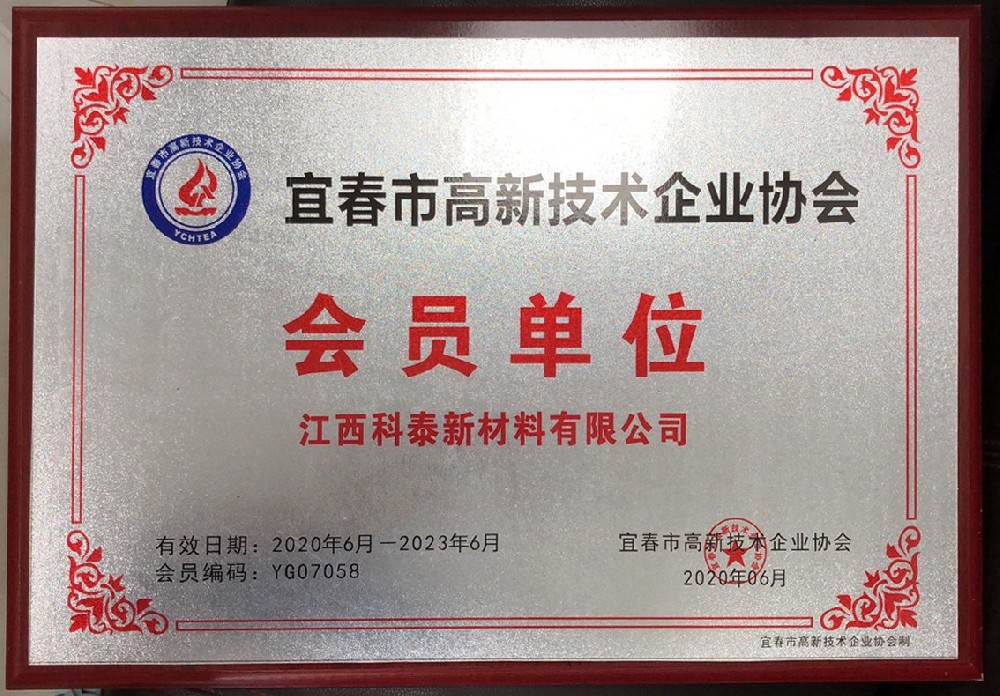 宜春市高新技术企业协会
YCHTEA
宜春市高新技术企业协会
会员单位
江西科泰新材料有限公司
有效日期：2020年6月－2023年6月
会员编码：YG07058
宜春市高新技术企业协会
2020年06月
宜春市高新技术企业协会制